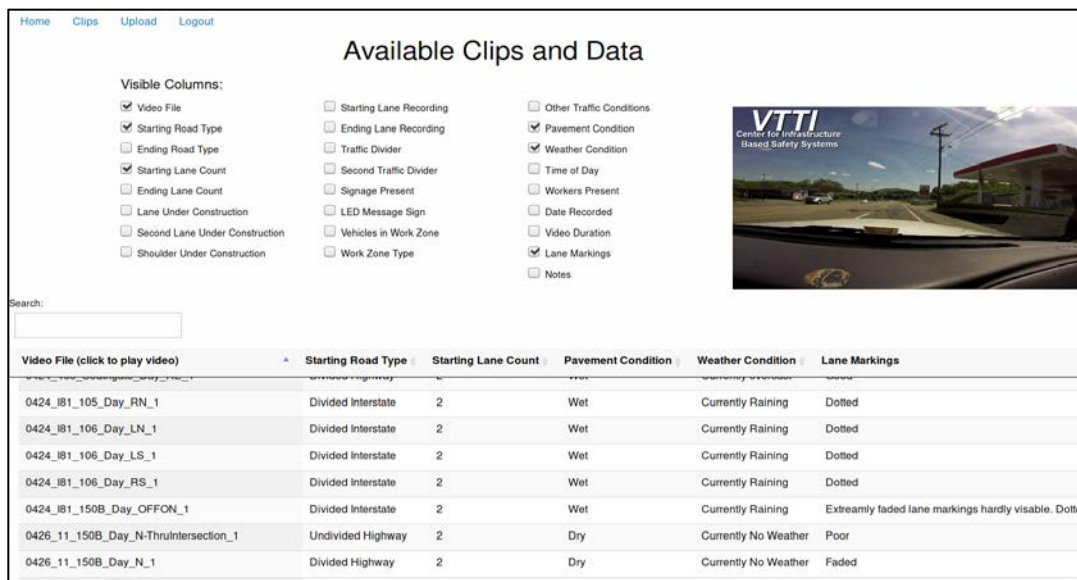 Home Clips Upload Logout
Available Clips and Data
Visible Columns:
Video File
Starting Road Type
Ending Road Type
Starting Lane Count
Ending Lane Count
Lane Under Construction
Second Lane Under Construction
Shoulder Under Construction
Starting Lane Recording
Ending Lane Recording
Traffic Divider
Second Traffic Divider
Signage Present
LED Message Sign
Vehicles in Work Zone
Work Zone Type
Other Traffic Conditions
Pavement Condition
Weather Condition
Time of Day
Workers Present
Date Recorded
Video Duration
Lane Markings
Notes
VTTI
Center for Infrastructure
Based Safety Systems
Search:
Video File (click to play video) Starting Road Type Starting Lane Count Pavement Condition Weather Condition Lane Markings
0424_I81_105_Day_RN_1 Divided Interstate 2 Wet Currently Raining Dotted
0424_I81_106_Day_LN_1 Divided Interstate 2 Wet Currently Raining Dotted
0424_I81_106_Day_LS_1 Divided Interstate 2 Wet Currently Raining Dotted
0424_I81_106_Day_RS_1 Divided Interstate 2 Wet Currently Raining Dotted
0424_I81_150B_Day_OFFON_1 Divided Interstate 2 Wet Currently Raining Extreamly faded lane markings hardly visable. Dott
0426_11_150B_Day_N-ThruIntersection_1 Undivided Highway 2 Dry Currently No Weather Poor
0426_11_150B_Day_N_1 Divided Highway 2 Dry Currently No Weather Faded